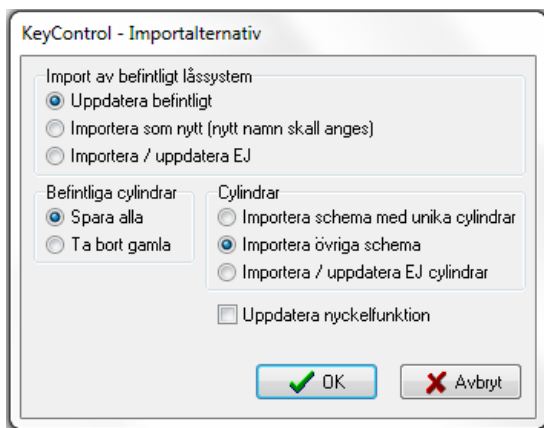 KeyControl - Importalternativ
Import av befintligt låssystem
Uppdatera befintligt
Importera som nytt (nytt namn skall anges)
Importera / uppdatera EJ
Befintliga cylindrar
Spara alla
Ta bort gamla
Cylindrar
Importera schema med unika cylindrar
Importera övriga schema
Importera / uppdatera EJ cylindrar
Uppdatera nyckelfunktion
OK
Avbryt